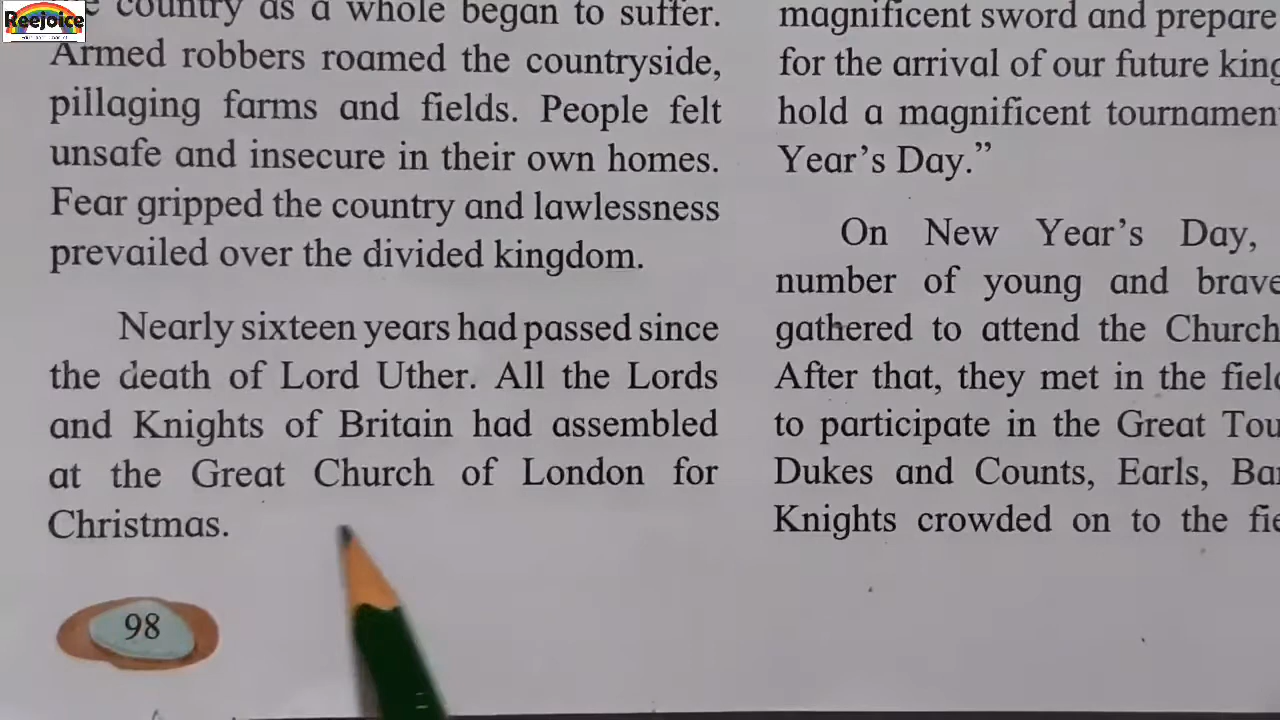 Reejoice
country as a whole began to suffer.
Armed robbers roamed the countryside,
pillaging farms and fields. People felt
unsafe and insecure in their own homes.
Fear gripped the country and lawlessness
prevailed over the divided kingdom.
Nearly sixteen years had passed since
the death of Lord Uther. All the Lords
and Knights of Britain had assembled
at the Great Church of London for
Christmas.
98
magnificent sword and prepare
for the arrival of our future king
hold a magnificent tournamen
Year's Day.”
On New Year's Day,
number of young and brave
gathered to attend the Church
After that, they met in the fiel
to participate in the Great Tou
Dukes and Counts, Earls, Ba
Knights crowded on to the fie